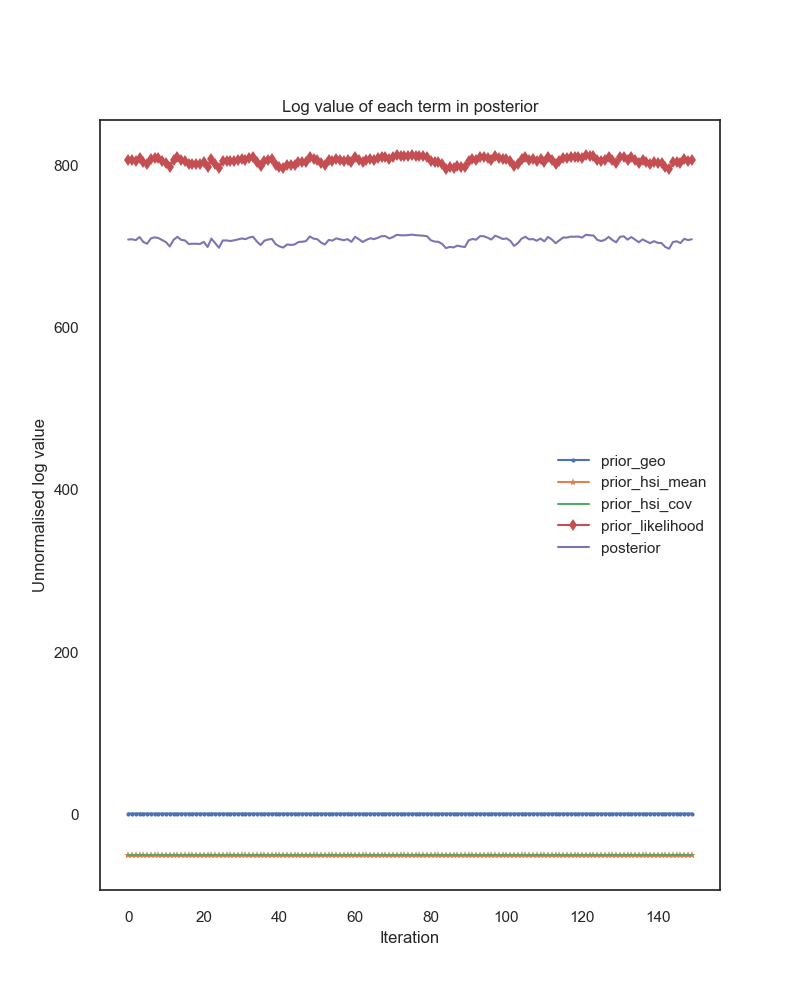 Log value of each term in posterior
800
600
400
200
0
Unnormalised log value
prior_geo
prior_hsi_mean
prior_hsi_cov
prior_likelihood
posterior
0 20 40 60 80 100 120 140
Iteration